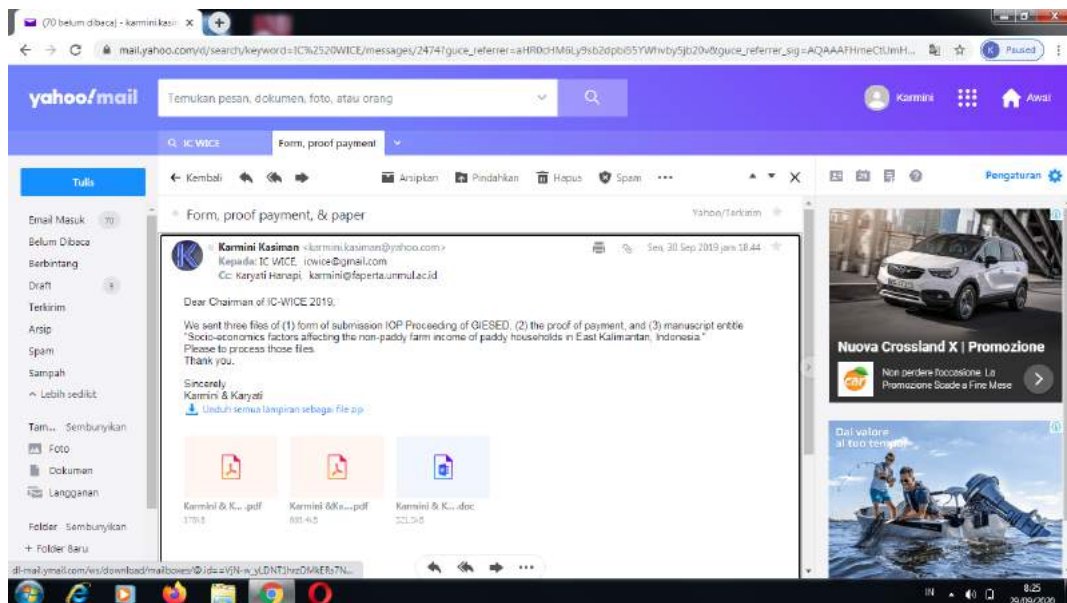 (70 belum dibaca) - karmini.kasi
mail.yahoo.com/d/search/keyword=IC%2520WICE/messages/2474?guce_referrer=
Paused
yahoo!mail
Temukan pesan, dokumen, foto, atau orang
Karmini
Awal
IC WICE
Form, proof payment
Tulis
Kembali
Arsipkan
Pindahkan
Hapus
Spam
Pengaturan
Email Masuk 70
Belum Dibaca
Berbintang
Draft
Terkirim
Arsip
Spam
Sampah
Lebih sedikit
Tam... Sembunyikan
Foto
Dokumen
Langganan
Folder Sembunyikan
+ Folder Baru
Form, proof payment, & paper
Yahoo/Terkirim
Karmini Kasiman <karmini.kasiman@yahoo.com>
Sen, 30 Sep 2019 jam 18.44
Kepada: IC WICE, icwice@gmail.com
Cc: Karyati Hanapi, karmini@faperta.unmul.ac.id
Dear Chairman of IC-WICE 2019,
We sent three files of (1) form of submission IOP Proceeding of GIESED, (2) the proof of payment, and (3) manuscript entitle
"Socio-economics factors affecting the non-paddy farm income of paddy households in East Kalimantan, Indonesia."
Please to process those files.
Thank you.
Sincerely
Karmini & Karyati
Unduh semua lampiran sebagai file zip
Karmini & K... .pdf
Karmini &Ka....pdf
Karmini & K... .doc
Nuova Crossland X | Promozione
Non perdere l'occasione. La
Promozione Scade a Fine Mese
Dai valore
al tuo tempo
IN
8:25
29/09/2020